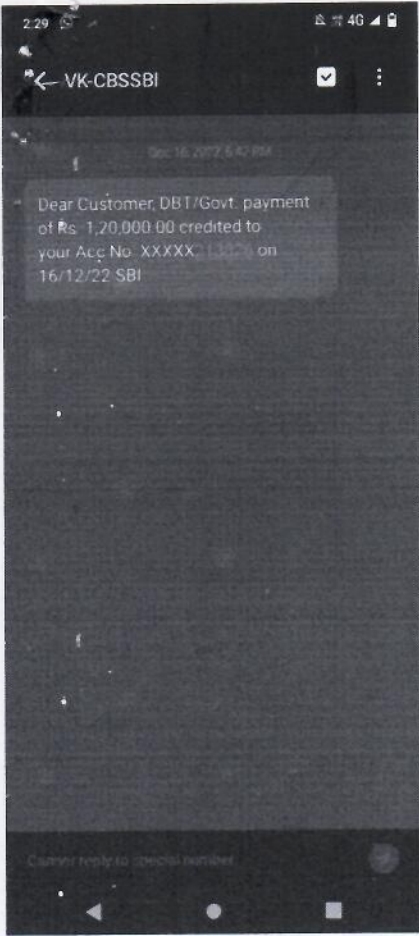 2:29 4G
VK-CBSSBI
Dec 16, 2022, 6:42 PM
Dear Customer, DBT/Govt. payment
of Rs. 1,20,000.00 credited to
your Acc No. XXXXX on
16/12/22 SBI
Cannot reply to special number